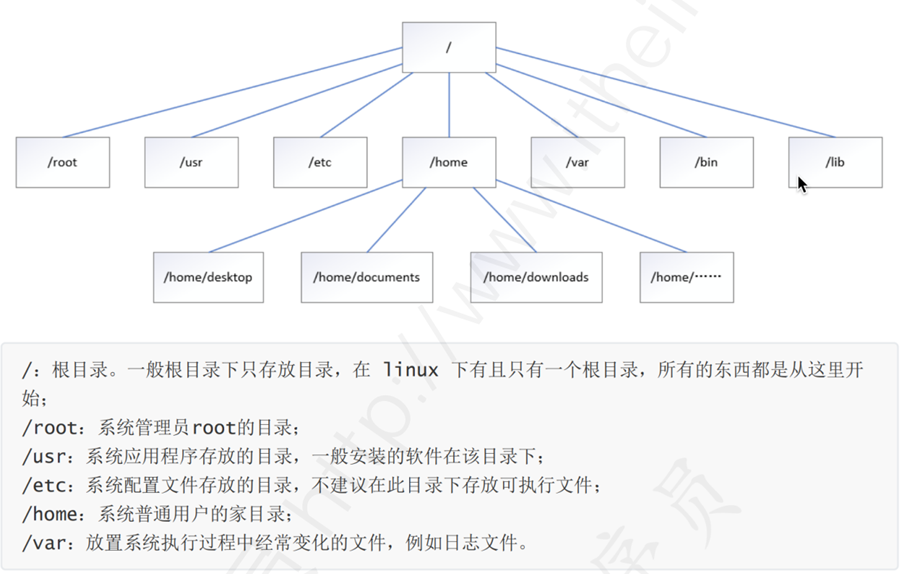 /
/root
/usr
/etc
/home
/var
/bin
/lib
/home/desktop
/home/documents
/home/downloads
/home/······
/: 根目录。一般根目录下只存放目录，在 linux 下有且只有一个根目录，所有的东西都是从这里开
始；
/root: 系统管理员root的目录；
/usr: 系统应用程序存放的目录，一般安装的软件在该目录下；
/etc: 系统配置文件存放的目录，不建议在此目录下存放可执行文件；
/home: 系统普通用户的家目录；
/var: 放置系统执行过程中经常变化的文件，例如日志文件。
http://www.ithei
序员